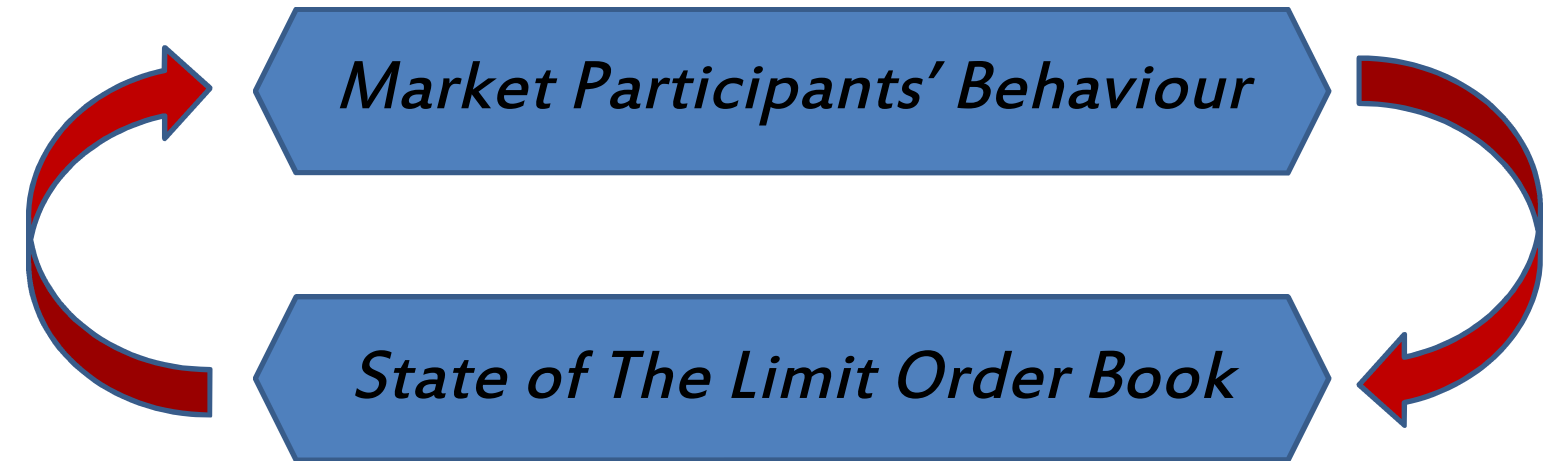 Market Participants’ Behaviour
State of The Limit Order Book